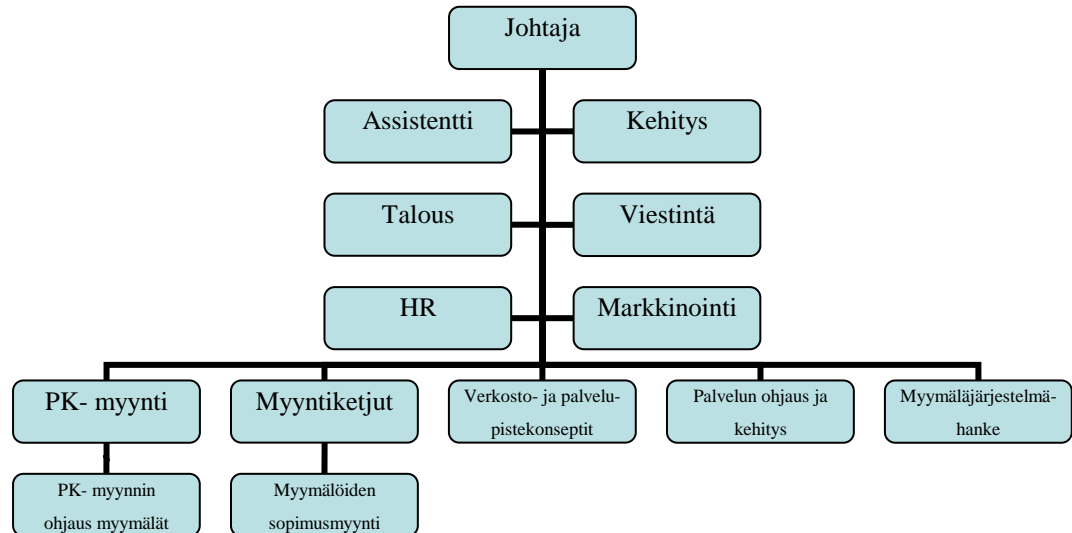 Johtaja
Assistentti
Kehitys
Talous
Viestintä
HR
Markkinointi
PK- myynti
Myyntiketjut
Verkosto- ja palvelu-
pistekonseptit
Palvelun ohjaus ja
kehitys
Myymäläjärjestelmä-
hanke
PK- myynnin
ohjaus myymälät
Myymälöiden
sopimusmyynti